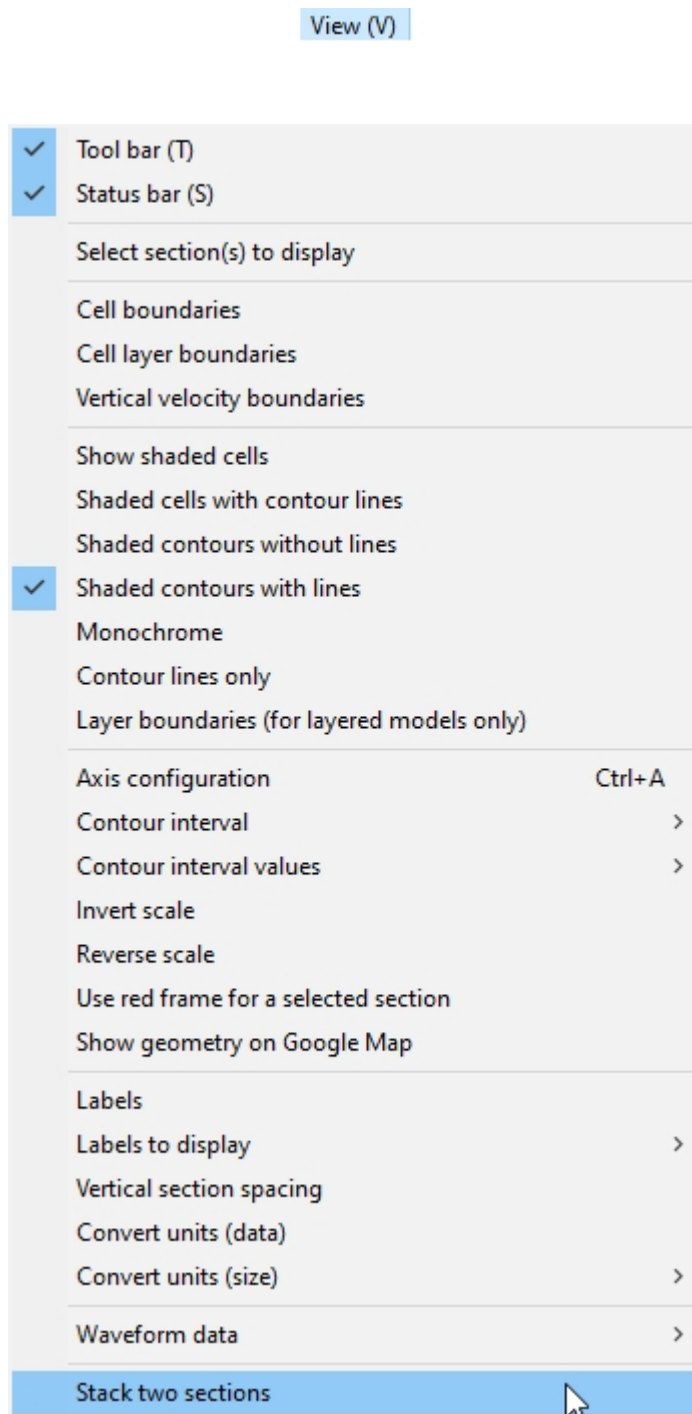 View (V)
Tool bar (T)
Status bar (S)
Select section(s) to display
Cell boundaries
Cell layer boundaries
Vertical velocity boundaries
Show shaded cells
Shaded cells with contour lines
Shaded contours without lines
Shaded contours with lines
Monochrome
Contour lines only
Layer boundaries (for layered models only)
Axis configuration Ctrl+A
Contour interval
Contour interval values
Invert scale
Reverse scale
Use red frame for a selected section
Show geometry on Google Map
Labels
Labels to display
Vertical section spacing
Convert units (data)
Convert units (size)
Waveform data
Stack two sections